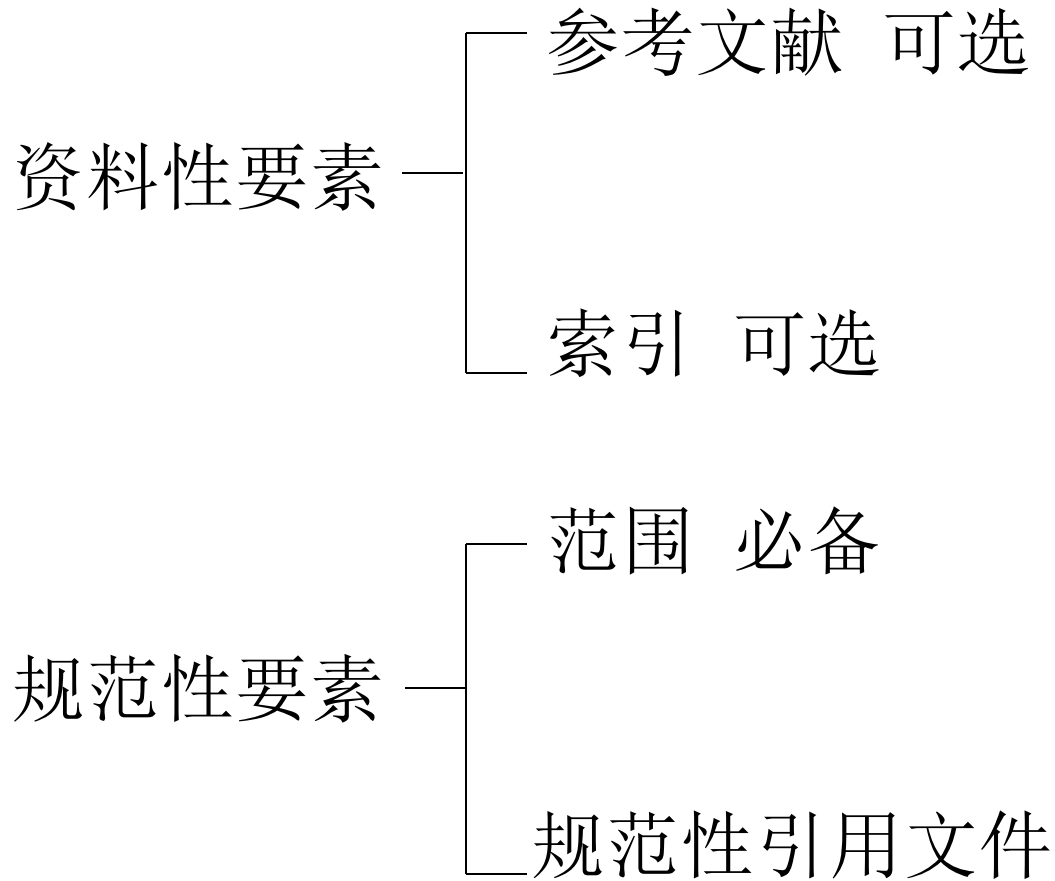 参考文献 可选
资料性要素
索引 可选
范围 必备
规范性要素
规范性引用文件